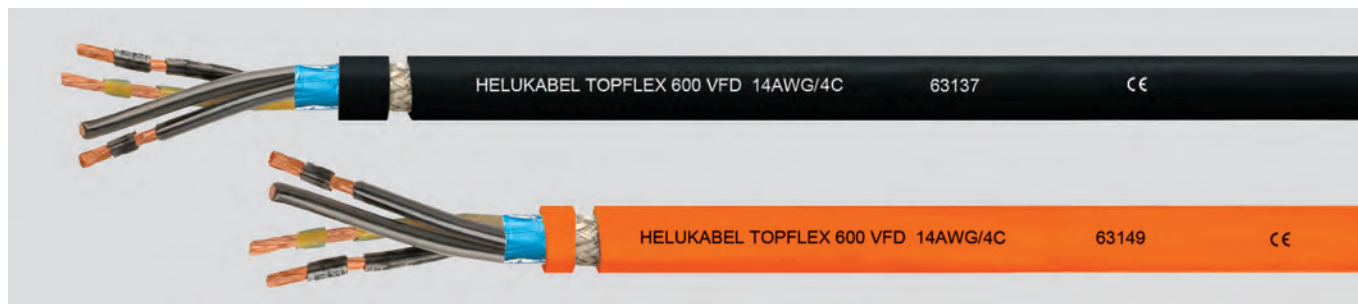 HELUKABEL TOPFLEX 600 VFD 14AWG/4C 63137 CE
HELUKABEL TOPFLEX 600 VFD 14AWG/4C 63149 CE